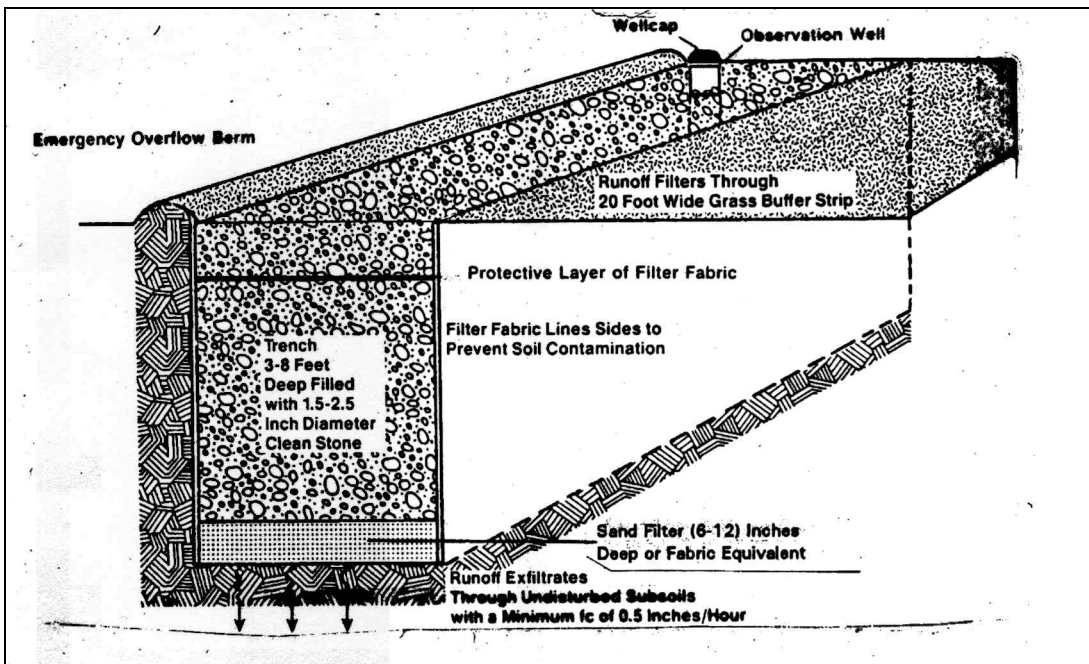 Wellcap
Observation Well
Emergency Overflow Berm
Runoff Filters Through
20 Foot Wide Grass Buffer Strip
Protective Layer of Filter Fabric
Filter Fabric Lines Sides to
Prevent Soil Contamination
Trench
3-8 Feet
Deep Filled
with 1.5-2.5
Inch Diameter
Clean Stone
Sand Filter (6-12) Inches
Deep or Fabric Equivalent
Runoff Exfiltrates
Through Undisturbed Subsoils
with a Minimum fc of 0.5 Inches/Hour